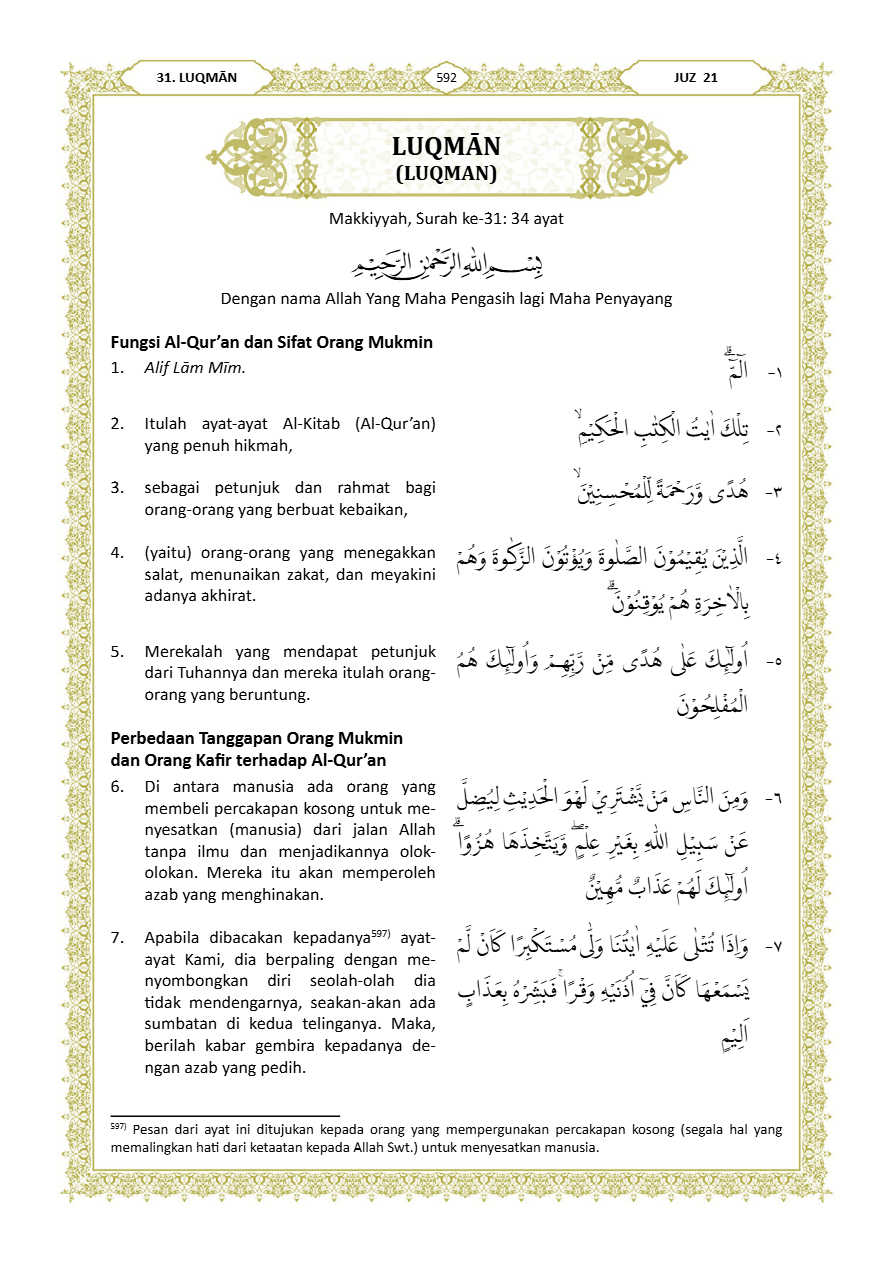 31. LUQMĀN
592
JUZ 21
LUQMĀN
(LUQMAN)
Makkiyyah, Surah ke-31: 34 ayat
بِسْمِ اللّٰهِ الرَّحْمٰنِ الرَّحِيْمِ
Dengan nama Allah Yang Maha Pengasih lagi Maha Penyayang
Fungsi Al-Qur’an dan Sifat Orang Mukmin
1. Alif Lām Mīm.
١- الۤمّۤ ۗ
2. Itulah ayat-ayat Al-Kitab (Al-Qur’an)
yang penuh hikmah,
٢- تِلْكَ اٰيٰتُ الْكِتٰبِ الْحَكِيْمِۙ
3. sebagai petunjuk dan rahmat bagi
orang-orang yang berbuat kebaikan,
٣- هُدًى وَّرَحْمَةً لِّلْمُحْسِنِيْنَۙ
4. (yaitu) orang-orang yang menegakkan
salat, menunaikan zakat, dan meyakini
adanya akhirat.
٤- الَّذِيْنَ يُقِيْمُوْنَ الصَّلٰوةَ وَيُؤْتُوْنَ الزَّكٰوةَ وَهُمْ
بِالْاٰخِرَةِ هُمْ يُوْقِنُوْنَۗ
5. Merekalah yang mendapat petunjuk
dari Tuhannya dan mereka itulah orang-
orang yang beruntung.
٥- اُولٰۤىِٕكَ عَلٰى هُدًى مِّنْ رَّبِّهِمْ وَاُولٰۤىِٕكَ هُمُ
الْمُفْلِحُوْنَ
Perbedaan Tanggapan Orang Mukmin
dan Orang Kafir terhadap Al-Qur’an
6. Di antara manusia ada orang yang
membeli percakapan kosong untuk me-
nyesatkan (manusia) dari jalan Allah
tanpa ilmu dan menjadikannya olok-
olokan. Mereka itu akan memperoleh
azab yang menghinakan.
٦- وَمِنَ النَّاسِ مَنْ يَّشْتَرِيْ لَهْوَ الْحَدِيْثِ لِيُضِلَّ
عَنْ سَبِيْلِ اللّٰهِ بِغَيْرِ عِلْمٍۖ وَّيَتَّخِذَهَا هُزُوًاۗ
اُولٰۤىِٕكَ لَهُمْ عَذَابٌ مُّهِيْنٌ
7. Apabila dibacakan kepadanya⁵⁹⁷⁾ ayat-
ayat Kami, dia berpaling dengan me-
nyombongkan diri seolah-olah dia
tidak mendengarnya, seakan-akan ada
sumbatan di kedua telinganya. Maka,
berilah kabar gembira kepadanya de-
ngan azab yang pedih.
٧- وَاِذَا تُتْلٰى عَلَيْهِ اٰيٰتُنَا وَلّٰى مُسْتَكْبِرًا كَاَنْ لَّمْ
يَسْمَعْهَا كَاَنَّ فِيْٓ اُذُنَيْهِ وَقْرًاۚ فَبَشِّرْهُ بِعَذَابٍ
اَلِيْمٍ
⁵⁹⁷⁾ Pesan dari ayat ini ditujukan kepada orang yang mempergunakan percakapan kosong (segala hal yang
memalingkan hati dari ketaatan kepada Allah Swt.) untuk menyesatkan manusia.